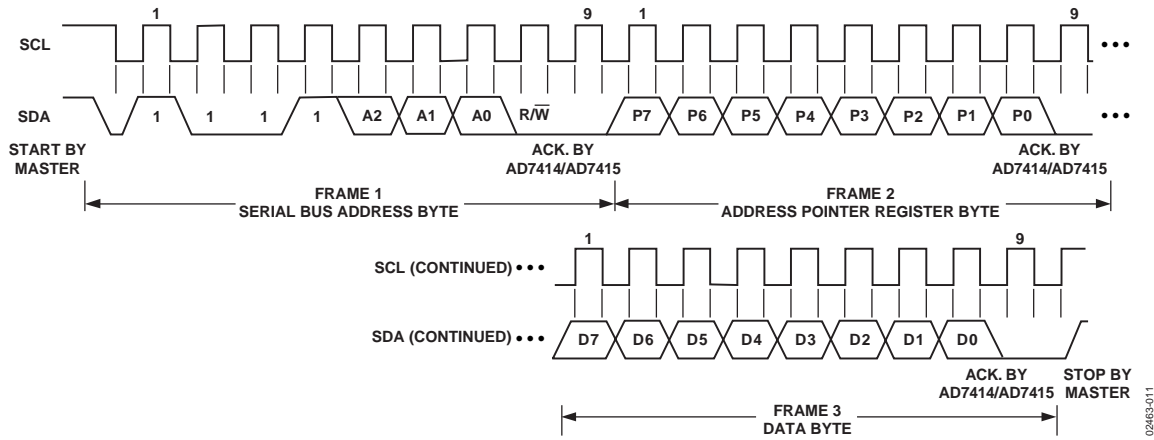 1 9 1 9
SCL
SDA 1 1 1 1 A2 A1 A0 R/W̅ P7 P6 P5 P4 P3 P2 P1 P0
START BY MASTER
ACK. BY AD7414/AD7415
ACK. BY AD7414/AD7415
FRAME 1
SERIAL BUS ADDRESS BYTE
FRAME 2
ADDRESS POINTER REGISTER BYTE
1 9
SCL (CONTINUED)
SDA (CONTINUED) D7 D6 D5 D4 D3 D2 D1 D0
ACK. BY AD7414/AD7415
STOP BY MASTER
FRAME 3
DATA BYTE
02463-011